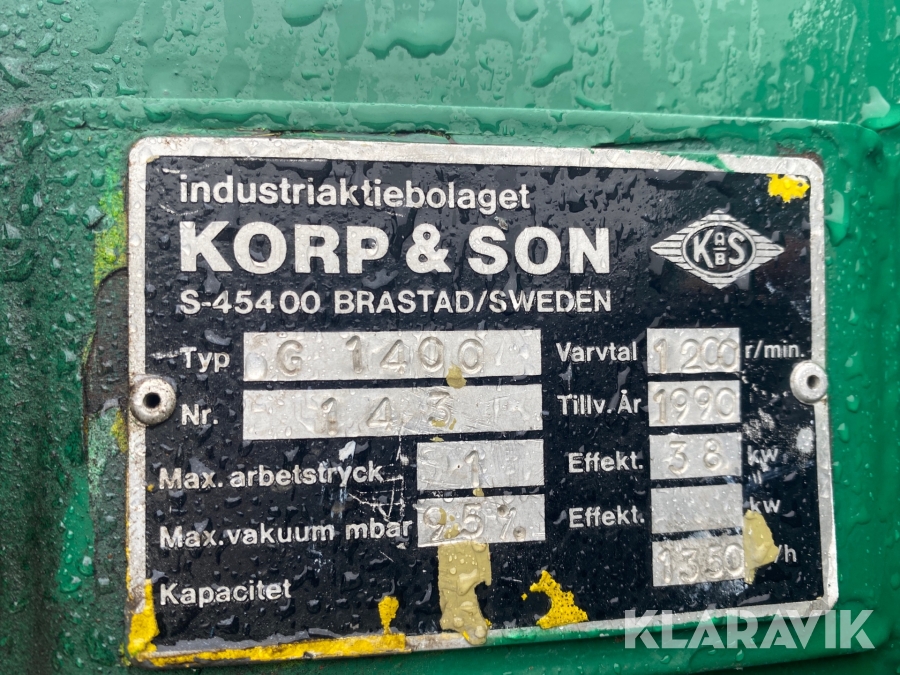 industriaktiebolaget
KORP & SON
K A/B S
S-45400 BRASTAD/SWEDEN
Typ G 1400 Varvtal 1200 r/min.
Nr. 143 Tillv. År 1990
Max. arbetstryck 1 Effekt. 38 kw
Max. vakuum mbar 95% Effekt. kw
Kapacitet 1350 /h
KLARAVIK